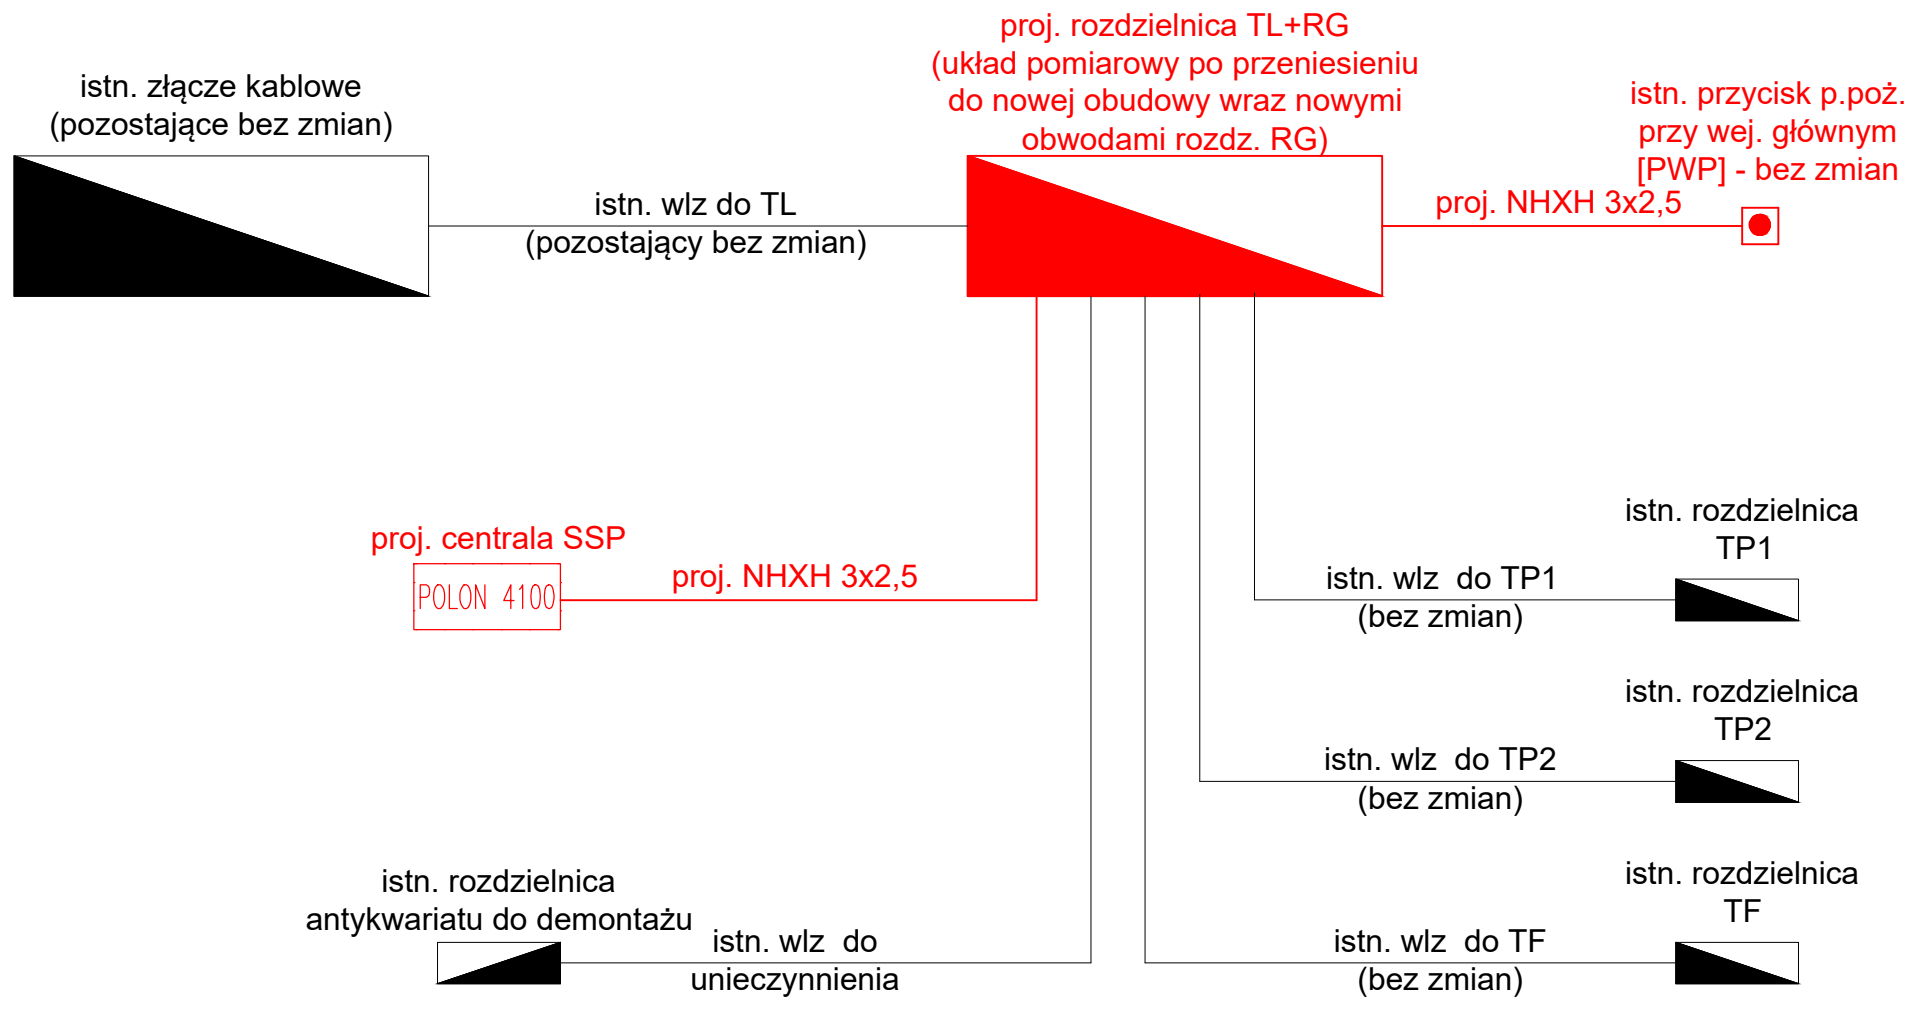 proj. rozdzielnica TL+RG
(układ pomiarowy po przeniesieniu
do nowej obudowy wraz nowymi
obwodami rozdz. RG)
istn. złącze kablowe
(pozostające bez zmian)
istn. przycisk p.poż.
przy wej. głównym
[PWP] - bez zmian
istn. wlz do TL
(pozostający bez zmian)
proj. NHXH 3x2,5
proj. centrala SSP
POLON 4100
proj. NHXH 3x2,5
istn. rozdzielnica
TP1
istn. wlz do TP1
(bez zmian)
istn. rozdzielnica
TP2
istn. wlz do TP2
(bez zmian)
istn. rozdzielnica
antykwariatu do demontażu
istn. wlz do
unieczynnienia
istn. rozdzielnica
TF
istn. wlz do TF
(bez zmian)